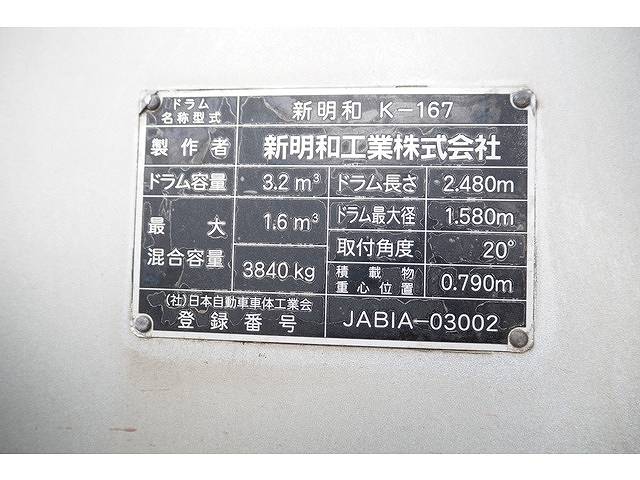 ドラム
名称型式
新明和 K-167
製作者
新明和工業株式会社
ドラム容量
3.2 m³
ドラム長さ
2.480m
最大
混合容量
1.6 m³
3840 kg
ドラム最大径
1.580m
取付角度
20°
積載物
重心位置
0.790m
(社)日本自動車車体工業会
登録番号
JABIA-03002